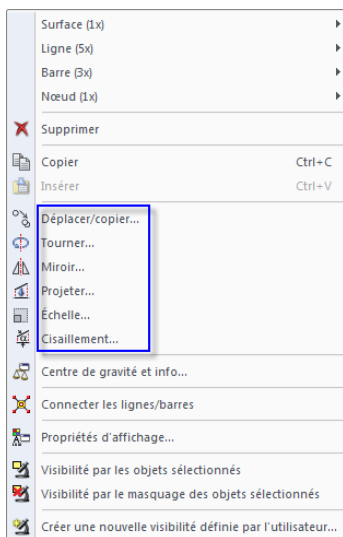 Surface (1x)
Ligne (5x)
Barre (3x)
Nœud (1x)
Supprimer
Copier Ctrl+C
Insérer Ctrl+V
Déplacer/copier...
Tourner...
Miroir...
Projeter...
Échelle...
Cisaillement...
Centre de gravité et info...
Connecter les lignes/barres
Propriétés d'affichage...
Visibilité par les objets sélectionnés
Visibilité par le masquage des objets sélectionnés
Créer une nouvelle visibilité définie par l'utilisateur...